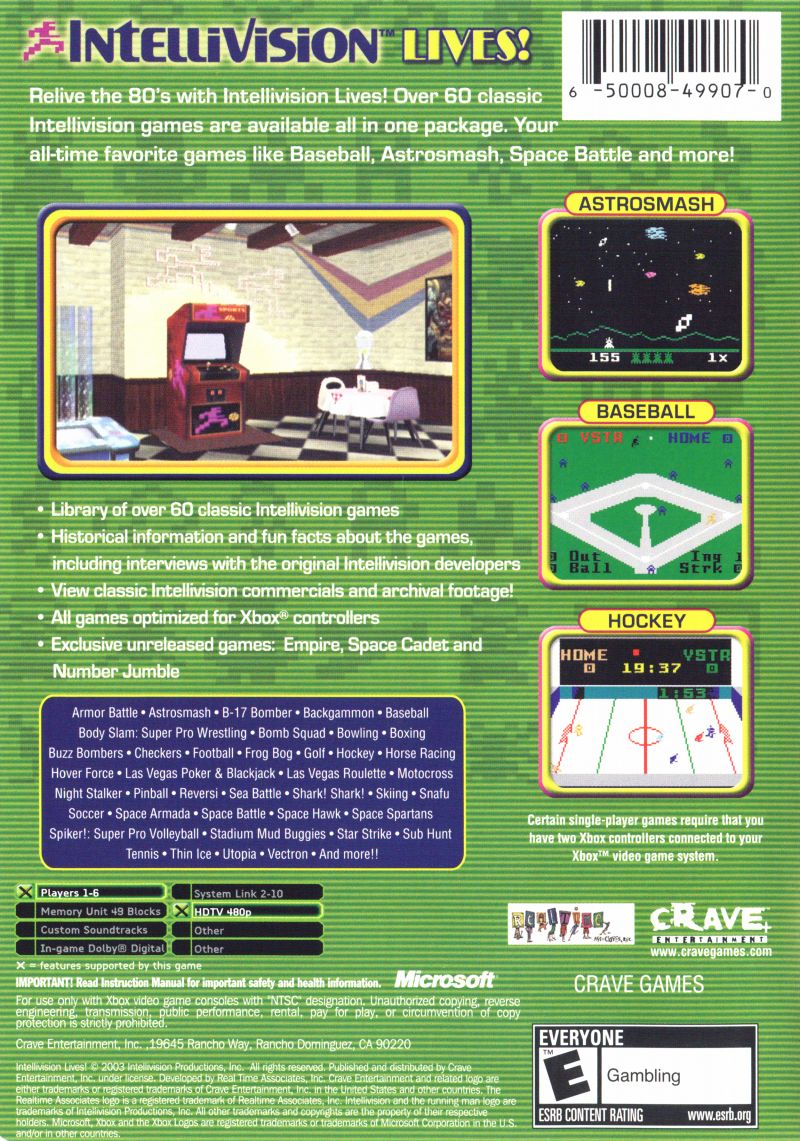 INTELLIVISION™ LIVES!
6 50008 49907 0
Relive the 80's with Intellivision Lives! Over 60 classic
Intellivision games are available all in one package. Your
all-time favorite games like Baseball, Astrosmash, Space Battle and more!
SPORTS
ASTROSMASH
155 1x
BASEBALL
0 VSTR HOME 0
0 Out Ing 1
0 Ball Strk 0
HOCKEY
HOME VSTR
0 19:37 0
1:53
• Library of over 60 classic Intellivision games
• Historical information and fun facts about the games,
including interviews with the original Intellivision developers
• View classic Intellivision commercials and archival footage!
• All games optimized for Xbox® controllers
• Exclusive unreleased games: Empire, Space Cadet and
Number Jumble
Armor Battle • Astrosmash • B-17 Bomber • Backgammon • Baseball
Body Slam: Super Pro Wrestling • Bomb Squad • Bowling • Boxing
Buzz Bombers • Checkers • Football • Frog Bog • Golf • Hockey • Horse Racing
Hover Force • Las Vegas Poker & Blackjack • Las Vegas Roulette • Motocross
Night Stalker • Pinball • Reversi • Sea Battle • Shark! Shark! • Skiing • Snafu
Soccer • Space Armada • Space Battle • Space Hawk • Space Spartans
Spiker!: Super Pro Volleyball • Stadium Mud Buggies • Star Strike • Sub Hunt
Tennis • Thin Ice • Utopia • Vectron • And more!!
Certain single-player games require that you
have two Xbox controllers connected to your
Xbox™ video game system.
X Players 1-6
System Link 2-10
Memory Unit 49 Blocks
X HDTV 480p
Custom Soundtracks
Other
In-game Dolby® Digital
Other
X = features supported by this game
REALTIME
ASSOCIATES, INC.
CRAVE
ENTERTAINMENT
www.cravegames.com
IMPORTANT! Read Instruction Manual for important safety and health information.
Microsoft
CRAVE GAMES
For use only with Xbox video game consoles with "NTSC" designation. Unauthorized copying, reverse
engineering, transmission, public performance, rental, pay for play, or circumvention of copy
protection is strictly prohibited.
Crave Entertainment, Inc. ,19645 Rancho Way, Rancho Dominguez, CA 90220
Intellivision Lives! © 2003 Intellivision Productions, Inc. All rights reserved. Published and distributed by Crave
Entertainment, Inc. under license. Developed by Real Time Associates, Inc. Crave Entertainment and related logo are
either trademarks or registered trademarks of Crave Entertainment, Inc. in the United States and other countries. The
Realtime Associates logo is a registered trademark of Realtime Associates, Inc. Intellivision and the running man logo are
trademarks of Intellivision Productions, Inc. All other trademarks and copyrights are the property of their respective
holders. Microsoft, Xbox and the Xbox Logos are registered trademarks or trademarks of Microsoft Corporation in the U.S.
and/or in other countries.
EVERYONE
E™
Gambling
ESRB CONTENT RATING www.esrb.org